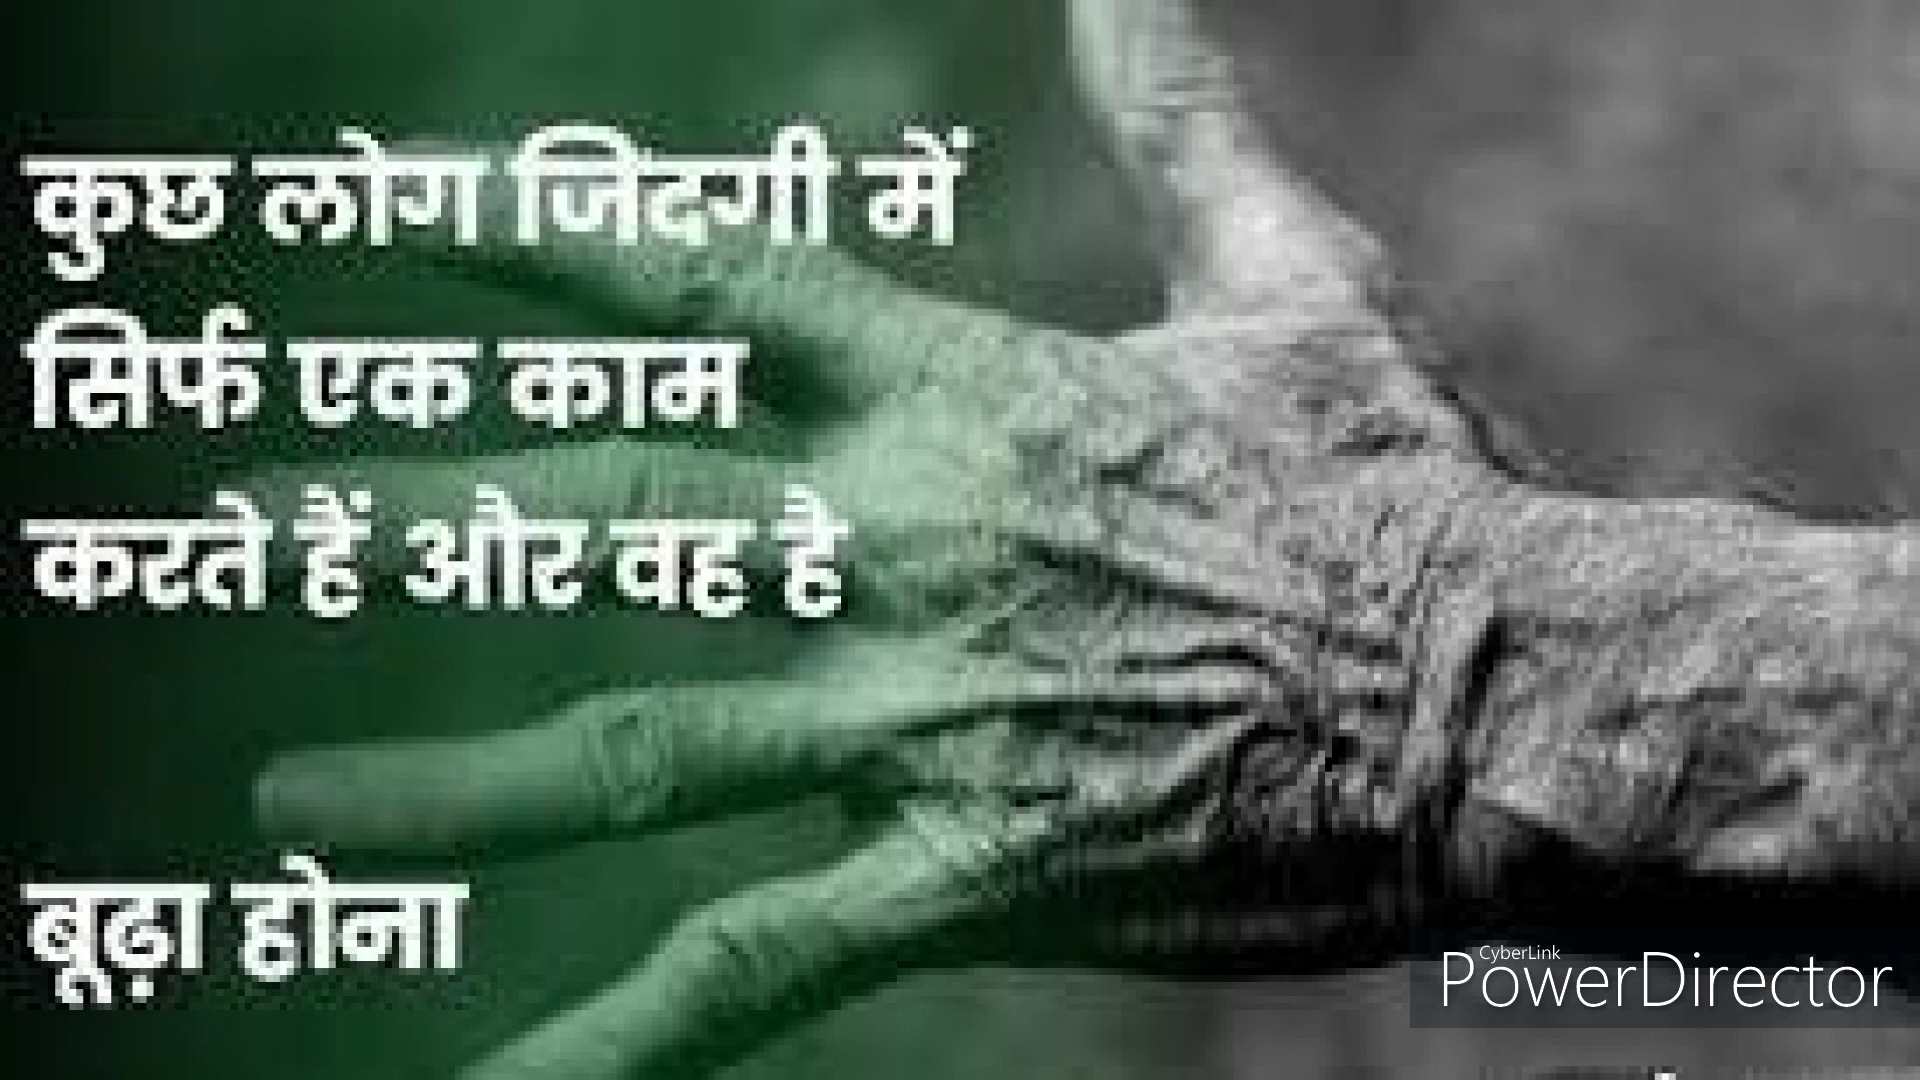 कुछ लोग जिंदगी में
सिर्फ एक काम
करते हैं और वह है
बूढ़ा होना
CyberLink
PowerDirector